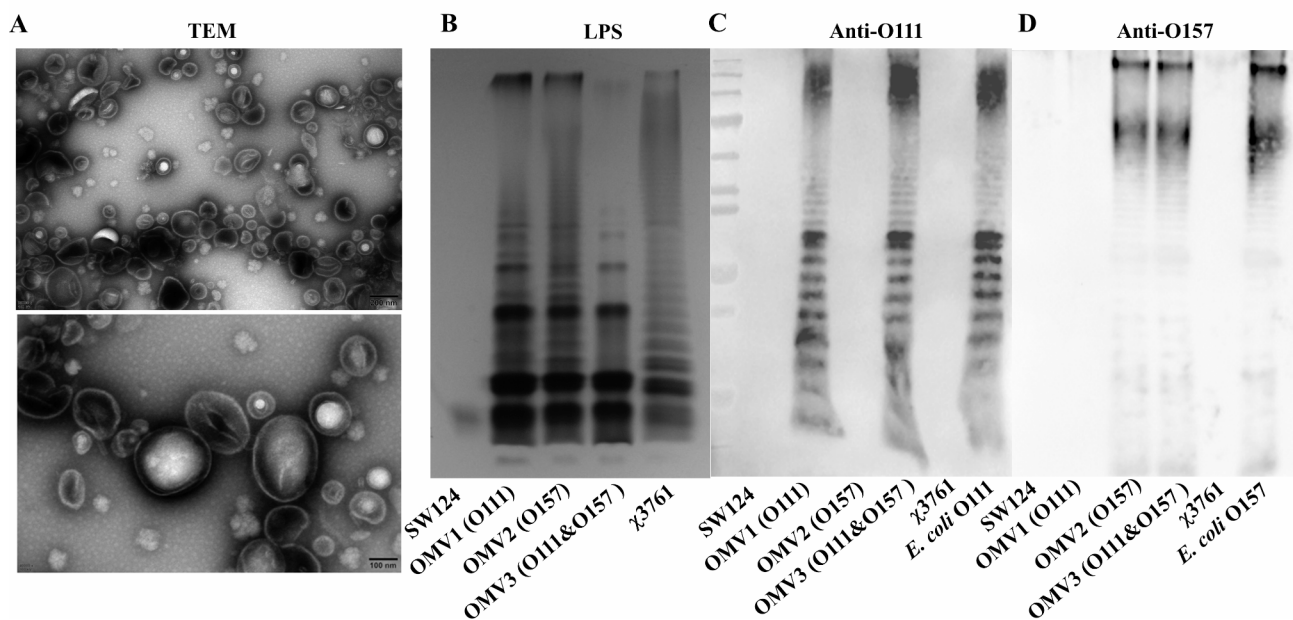 A
TEM
B
LPS
C
Anti-O111
D
Anti-O157
200 nm
100 nm
SW124
OMV1 (O111)
OMV2 (O157)
OMV3 (O111&O157 )
χ3761
SW124
OMV1 (O111)
OMV2 (O157)
OMV3 (O111&O157 )
χ3761
E. coli O111
SW124
OMV1 (O111)
OMV2 (O157)
OMV3 (O111&O157 )
χ3761
E. coli O157